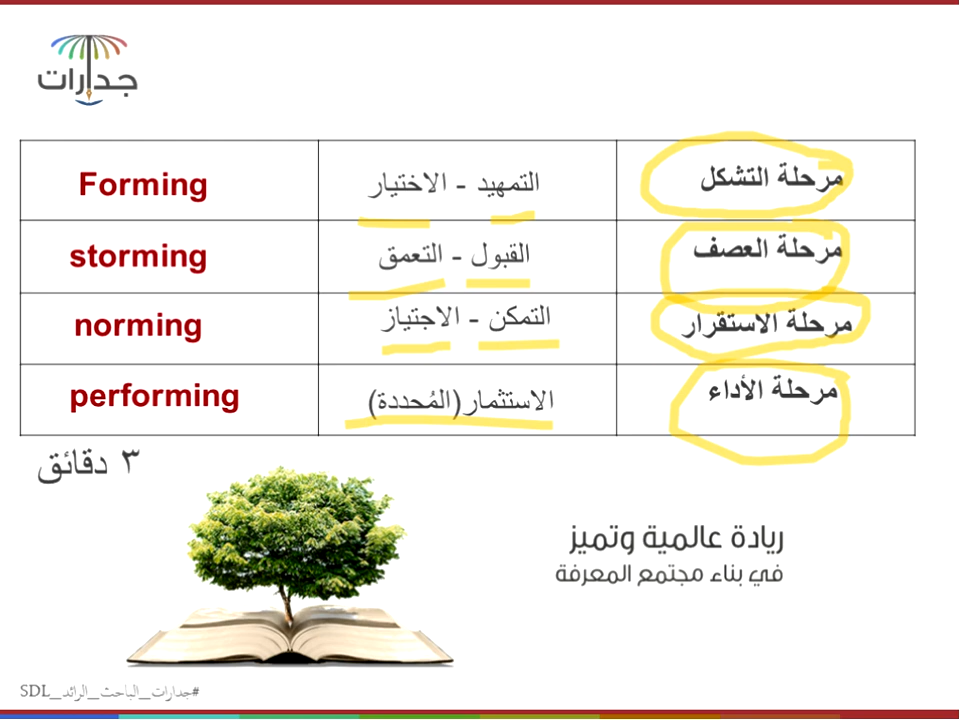 جدارات
مرحلة التشكل التمهيد - الاختيار Forming
مرحلة العصف القبول - التعمق storming
مرحلة الاستقرار التمكن - الاجتياز norming
مرحلة الأداء الاستثمار(المُحددة) performing
٣ دقائق
ريادة عالمية وتميز
في بناء مجتمع المعرفة
#جدارات_الباحث_الرائد_SDL